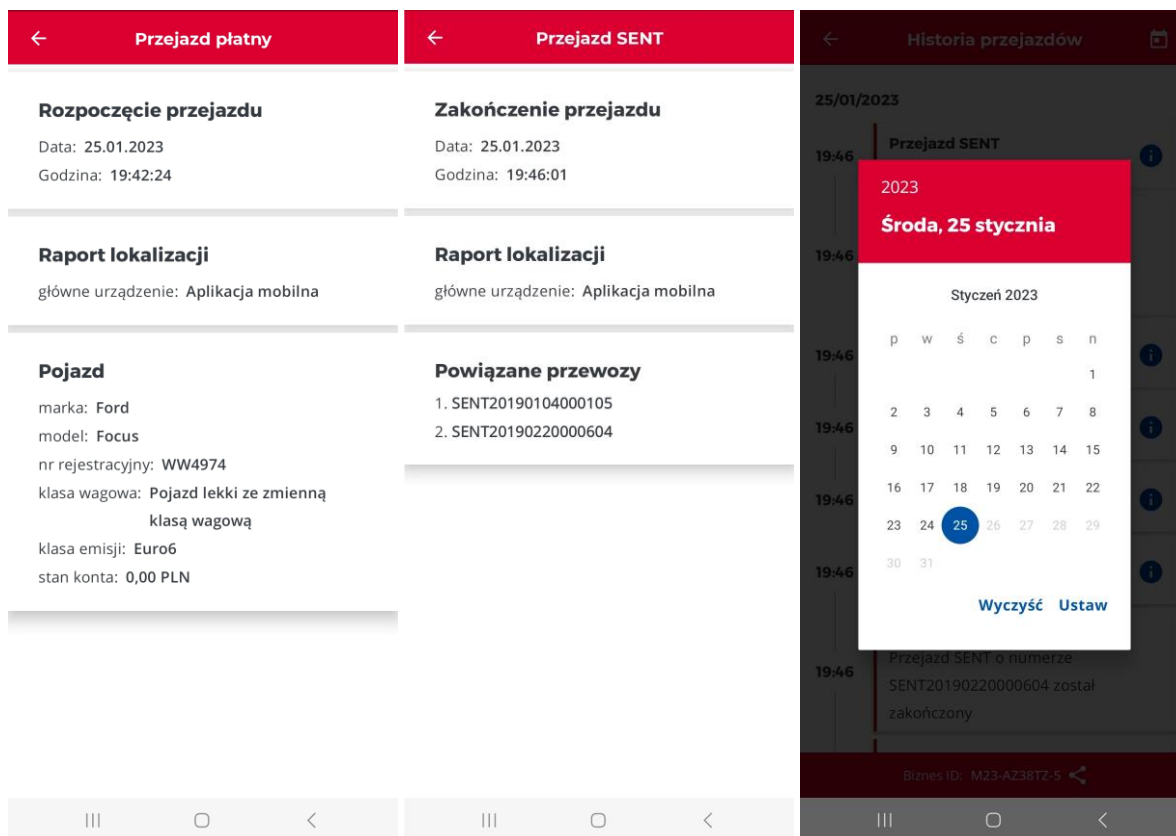 Przejazd płatny
Rozpoczęcie przejazdu
Data: 25.01.2023
Godzina: 19:42:24
Raport lokalizacji
główne urządzenie: Aplikacja mobilna
Pojazd
marka: Ford
model: Focus
nr rejestracyjny: WW4974
klasa wagowa: Pojazd lekki ze zmienną
klasą wagową
klasa emisji: Euro6
stan konta: 0,00 PLN
Przejazd SENT
Zakończenie przejazdu
Data: 25.01.2023
Godzina: 19:46:01
Raport lokalizacji
główne urządzenie: Aplikacja mobilna
Powiązane przewozy
1. SENT20190104000105
2. SENT20190220000604
Historia przejazdów
25/01/2023
Przejazd SENT
19:46
2023
Środa, 25 stycznia
19:46
Styczeń 2023
p w ś c p s n
19:46
1
2 3 4 5 6 7 8
19:46
9 10 11 12 13 14 15
16 17 18 19 20 21 22
19:46
23 24 25 26 27 28 29
30 31
19:46
Wyczyść Ustaw
Przejazd SENT o numerze
19:46
SENT20190220000604 został
zakończony
Biznes ID: M23-AZ38TZ-5